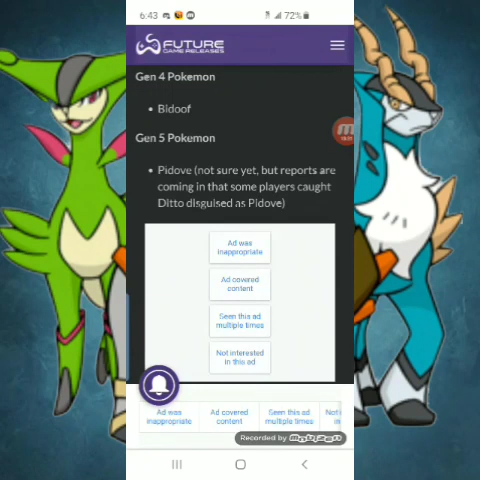 6:43
72%
FUTURE
GAME RELEASES
Gen 4 Pokemon
• Bidoof
Gen 5 Pokemon
• Pidove (not sure yet, but reports are
coming in that some players caught
Ditto disguised as Pidove)
Ad was
inappropriate
Ad covered
content
Seen this ad
multiple times
Not interested
in this ad
Ad was
inappropriate
Ad covered
content
Seen this ad
multiple times
Recorded by mobizen